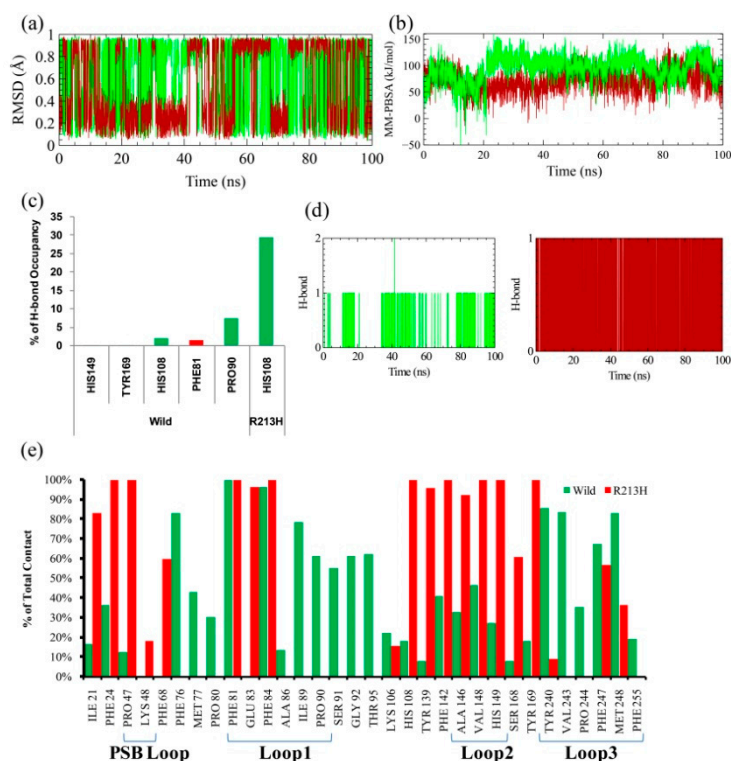 (a)
RMSD (Å)
1
0.8
0.6
0.4
0.2
0
0 20 40 60 80 100
Time (ns)
(b)
MM-PBSA (kJ/mol)
150
100
50
0
50
0 20 40 60 80 100
Time (ns)
(c)
% of H-bond Occupancy
35
30
25
20
15
10
5
0
HIS149 TYR169 HIS108 PHE81 PRO90 HIS108
Wild R213H
(d)
H-bond
2
1
0
0 20 40 60 80 100
Time (ns)
H-bond
1
0
0 20 40 60 80 100
Time (ns)
(e)
% of Total Contact
100%
90%
80%
70%
60%
50%
40%
30%
20%
10%
0%
Wild R213H
ILE 21 PHE 24 PRO 47 LYS 48 PHE 68 PHE 76 MET 77 PRO 80 PHE 81 GLU 83 PHE 84 ALA 86 ILE 89 PRO 90 SER 91 GLY 92 THR 95 LYS 106 HIS 108 TYR 139 PHE 142 ALA 146 VAL 148 HIS 149 SER 168 TYR 169 TYR 240 VAL 243 PRO 244 PHE 247 MET 248 PHE 255
PSB Loop Loop1 Loop2 Loop3